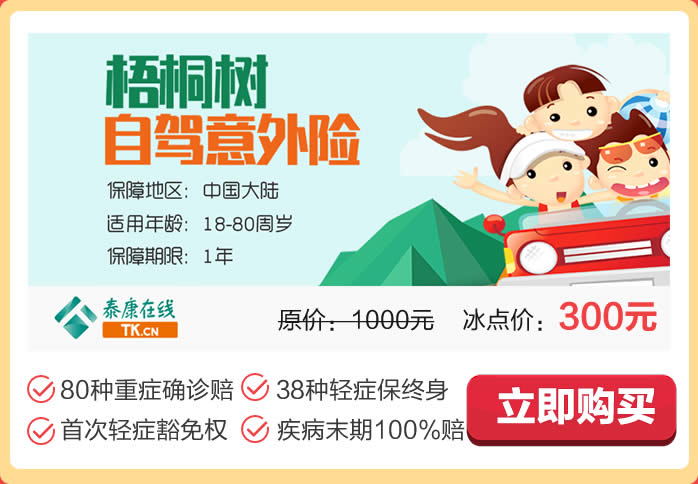 梧桐树
自驾意外险
保障地区：中国大陆
适用年龄：18-80周岁
保障期限：1年
泰康在线
TK.CN
原价：1000元 冰点价：300元
80种重症确诊赔 38种轻症保终身
首次轻症豁免权 疾病末期100%赔
立即购买